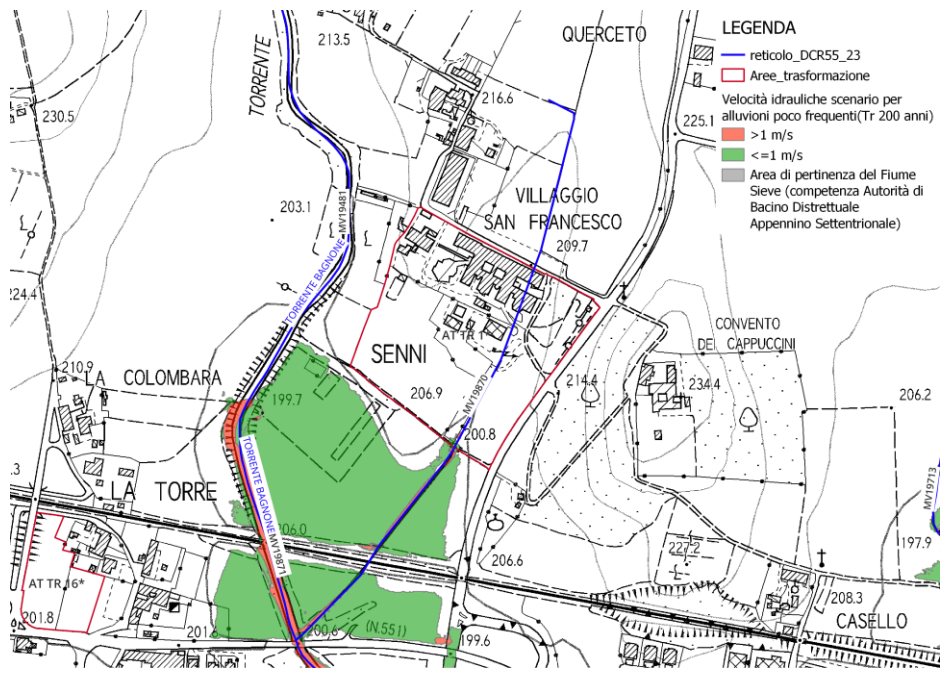 213.5
QUERCETO
TORRENTE
216.6
230.5
225.1
VILLAGGIO
SAN FRANCESCO
203.1
209.7
MV19481
TORRENTE BAGNONE
224.4
AT TR 1
SENNI
CONVENTO
DEI CAPPUCCINI
210.9
LA COLOMBARA
206.9
MV19870
214.4
234.4
206.2
199.7
200.8
TORRENTE BAGNONE
LA TORRE
MV19713
206.0
MV19871
206.6
227.2
197.9
AT TR 16*
208.3
201.8
200.6
(N.551)
199.6
CASELLO
LEGENDA
reticolo_DCR55_23
Aree_trasformazione
Velocità idrauliche scenario per
alluvioni poco frequenti(Tr 200 anni)
>1 m/s
<=1 m/s
Area di pertinenza del Fiume
Sieve (competenza Autorità di
Bacino Distrettuale
Appennino Settentrionale)